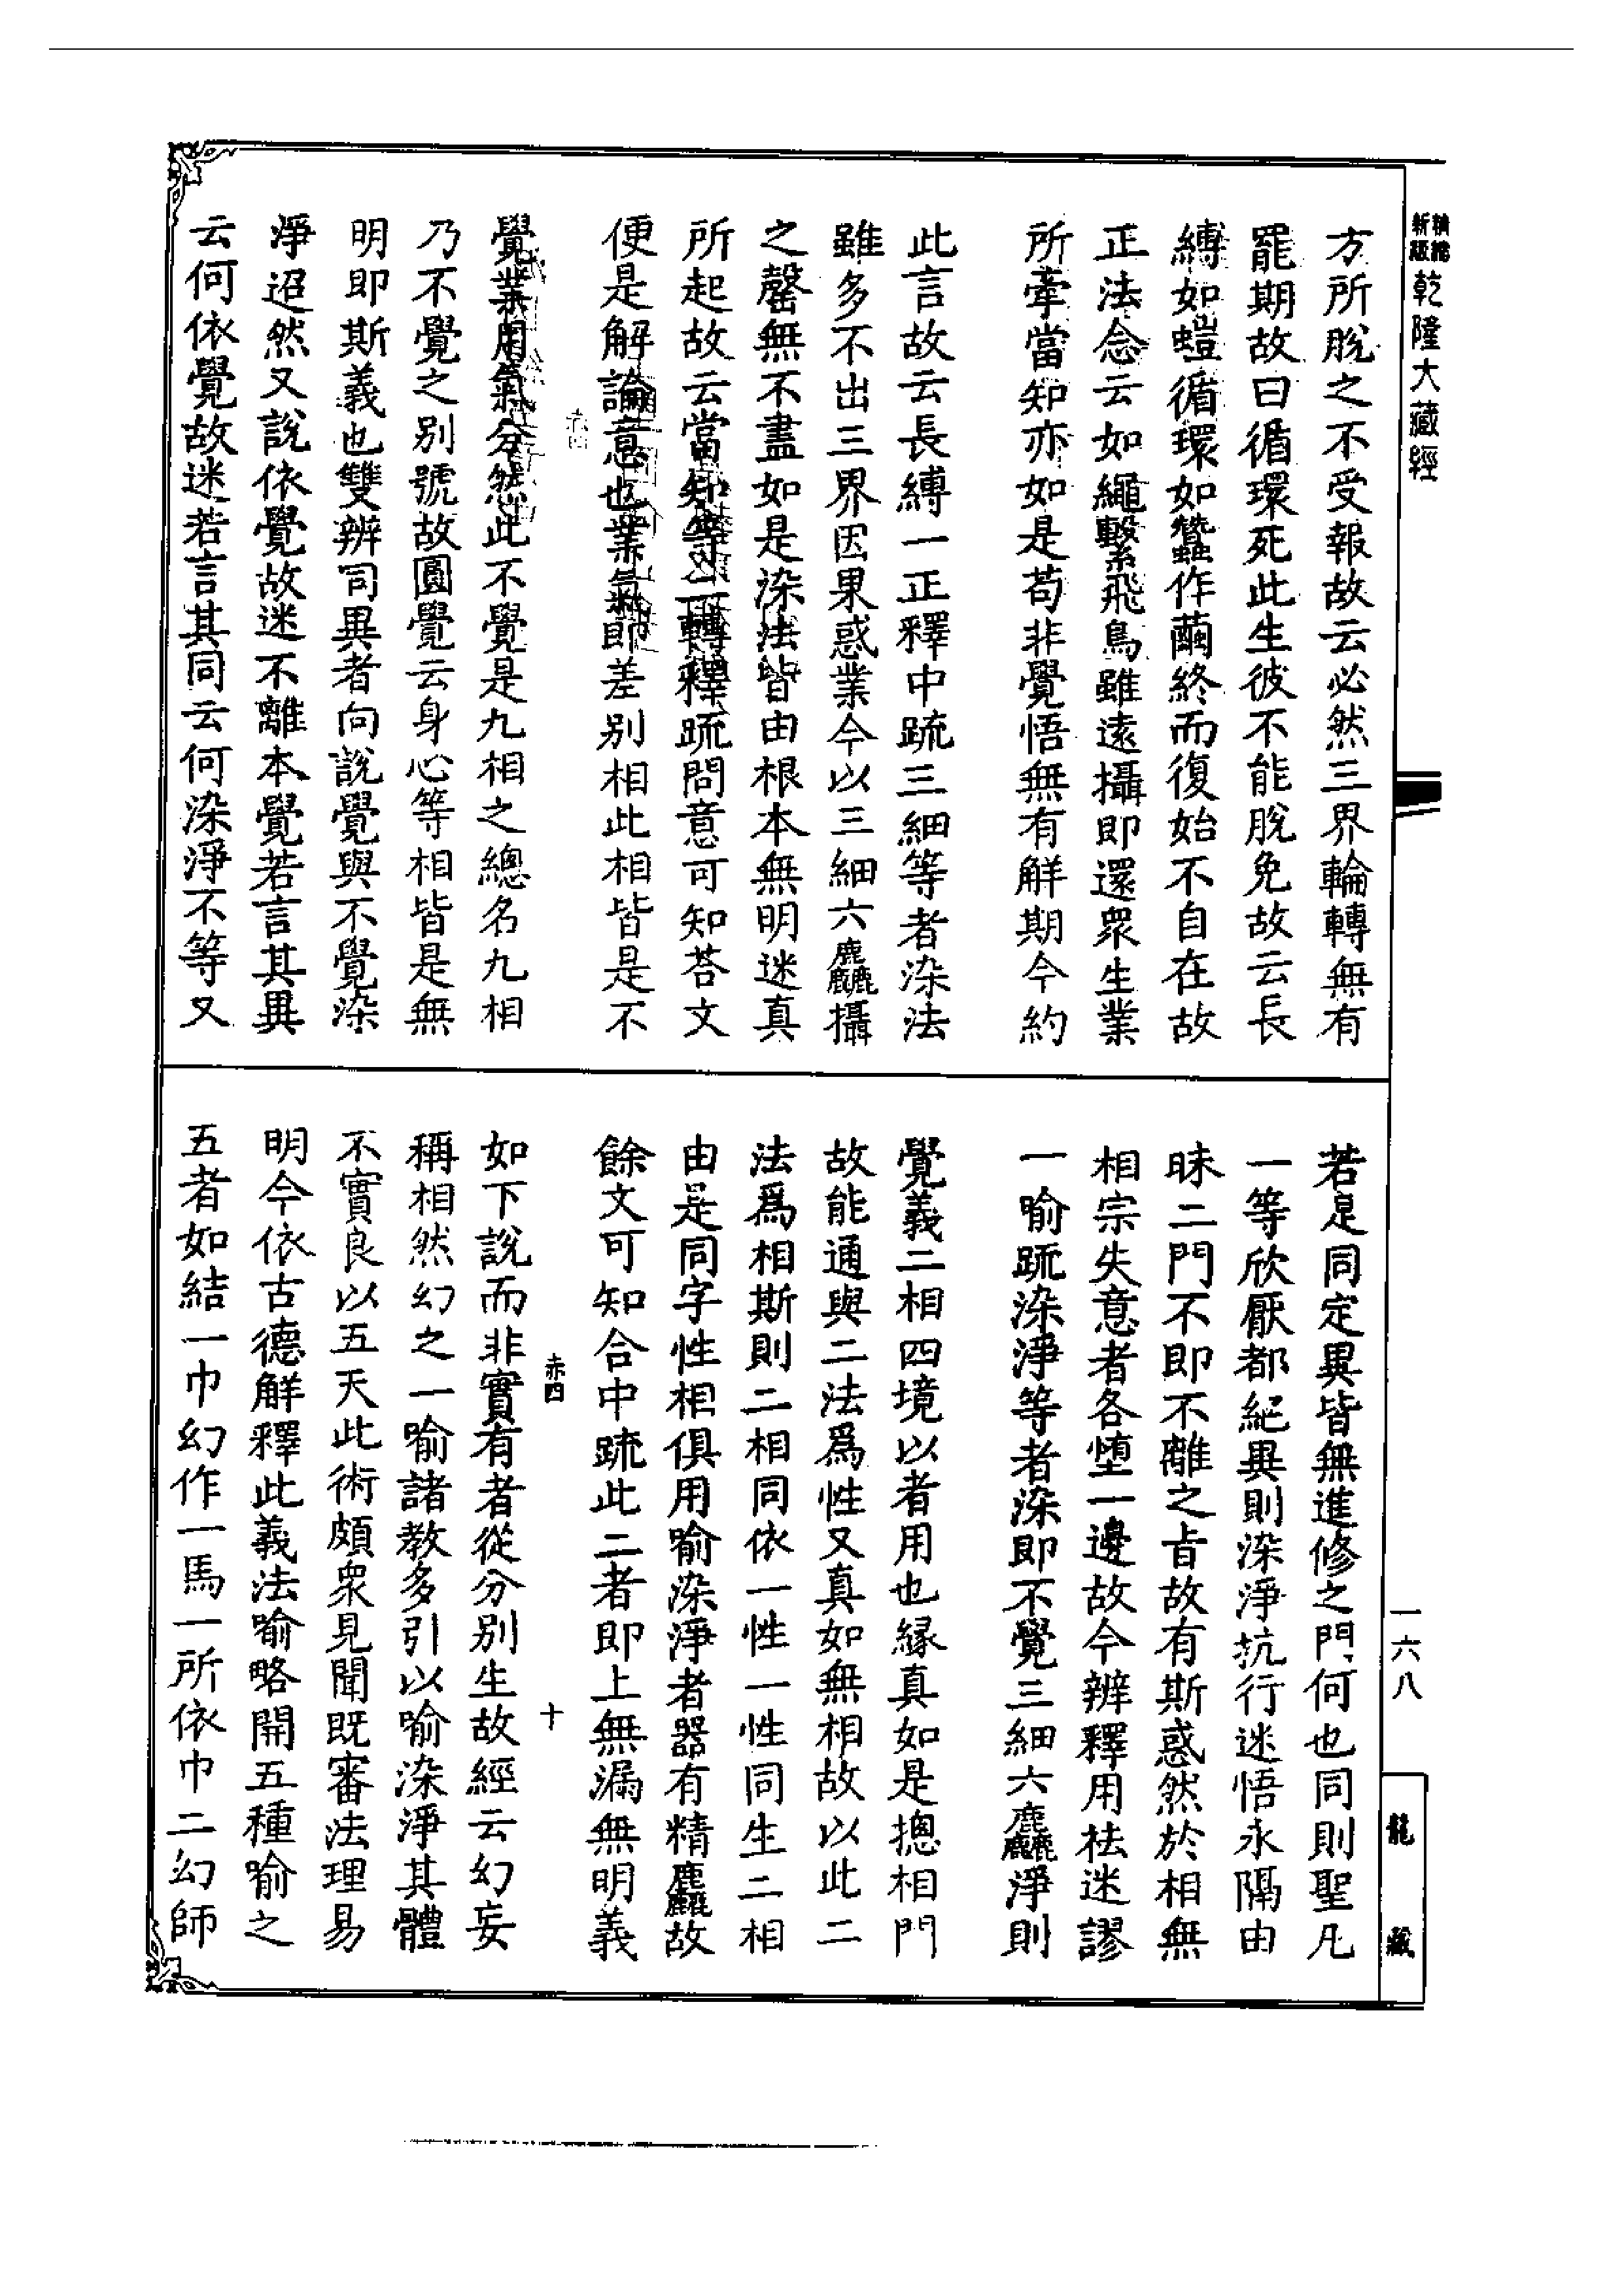 精縮新版乾隆大藏經
方所脫之不受報故云必然三界輪轉無有
罷期故曰循環死此生彼不能脫免故云長
縛如螘循環如蠶作繭終而復始不自在故
正法念云如繩繫飛鳥雖遠攝即還衆生業
所牽當知亦如是苟非覺悟無有解期今約
此言故云長縛一正釋中䟽三細等者染法
雖多不出三界因果惑業今以三細六麤攝
之罄無不盡如是染法皆由根本無明迷真
所起故云當知等二轉釋䟽問意可知荅文
便是解論意也業氣即差別相此相皆是不
覺業用氣分然此不覺是九相之總名九相
乃不覺之別號故圓覺云身心等相皆是無
明即斯義也雙辨同異者向說覺與不覺染
淨迢然又說依覺故迷不離本覺若言其異
云何依覺故迷若言其同云何染淨不等又
若是同定異皆無進修之門何也同則聖凡
一等欣厭都絕異則染淨抗行迷悟永隔由
昧二門不即不離之旨故有斯惑然於相無
相宗失意者各墮一邊故今辨釋用祛迷謬
一喻䟽染淨等者染即不覺三細六麤淨則
覺義二相四境以者用也緣真如是摠相門
故能通與二法爲性又真如無相故以此二
法爲相斯則二相同依一性一性同生二相
由是同字性相俱用喻染淨者器有精麤故
餘文可知合中䟽此二者即上無漏無明義
赤四 十
如下說而非實有者從分別生故經云幻妄
稱相然幻之一喻諸教多引以喻染淨其體
不實良以五天此術頗衆見聞既審法理易
明今依古德解釋此義法喻略開五種喻之
五者如結一巾幻作一馬一所依巾二幻師
一六八
龍藏